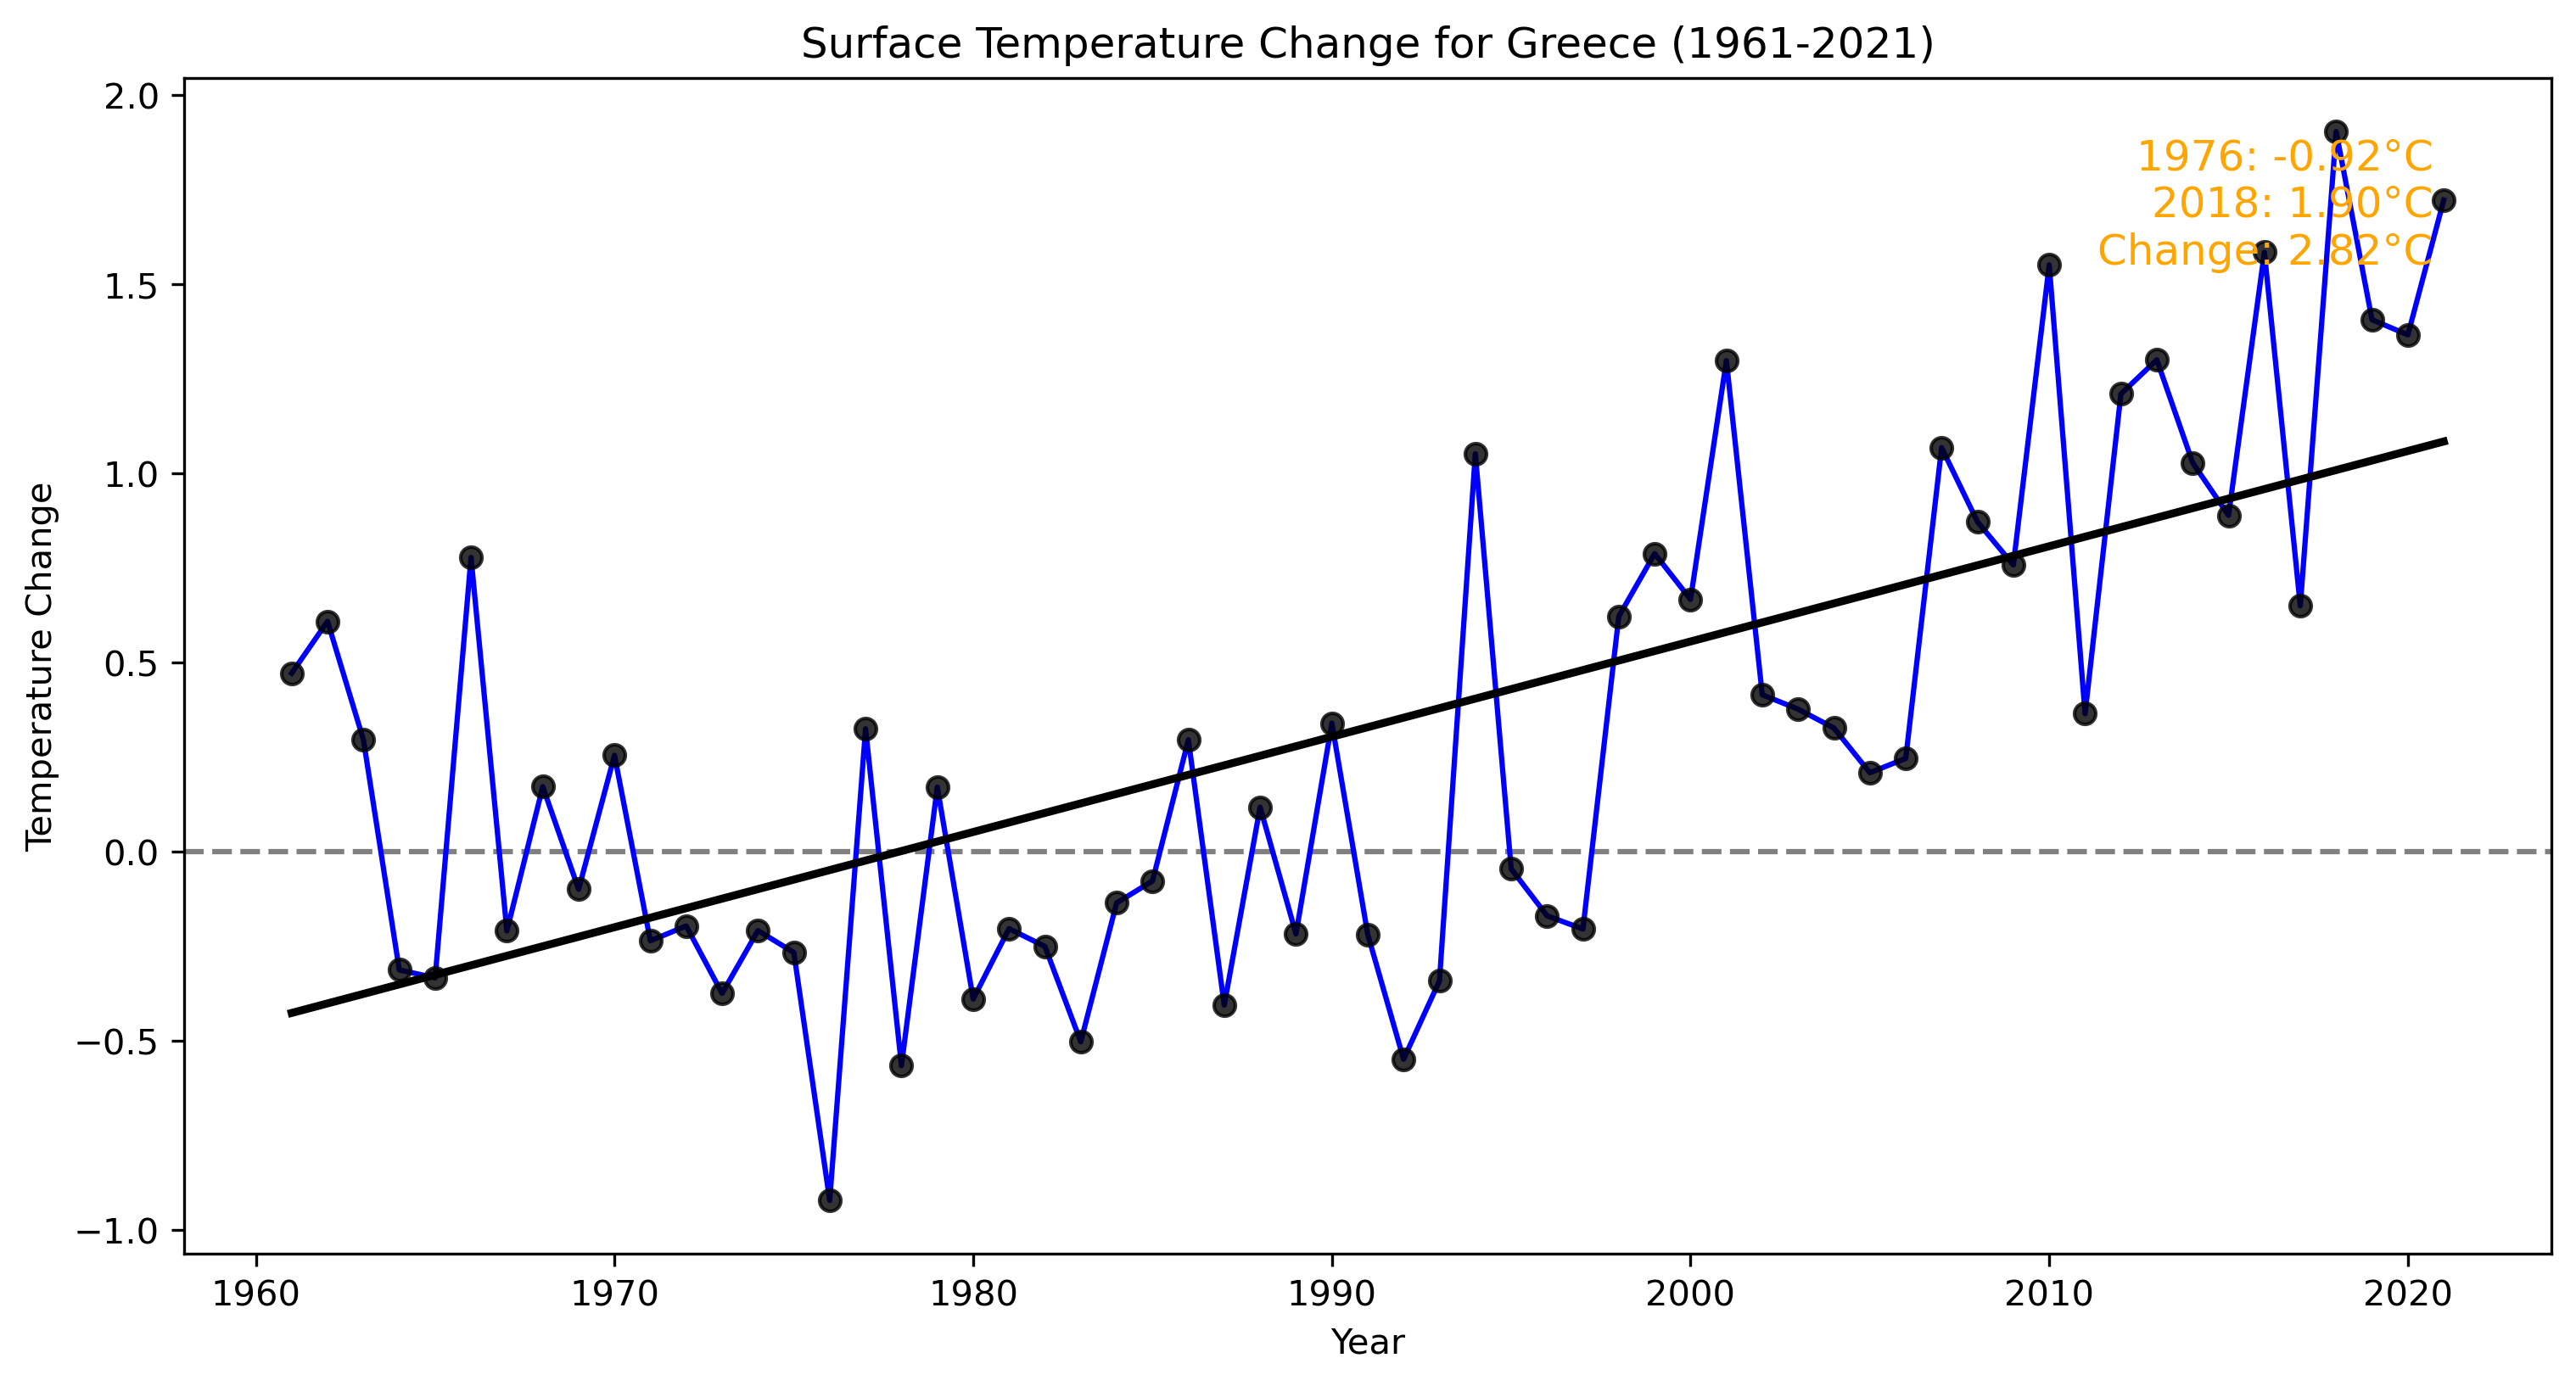 Surface Temperature Change for Greece (1961-2021)
1976: -0.92°C
2018: 1.90°C
Change: 2.82°C
Temperature Change
2.0
1.5
1.0
0.5
0.0
−0.5
−1.0
1960 1970 1980 1990 2000 2010 2020
Year